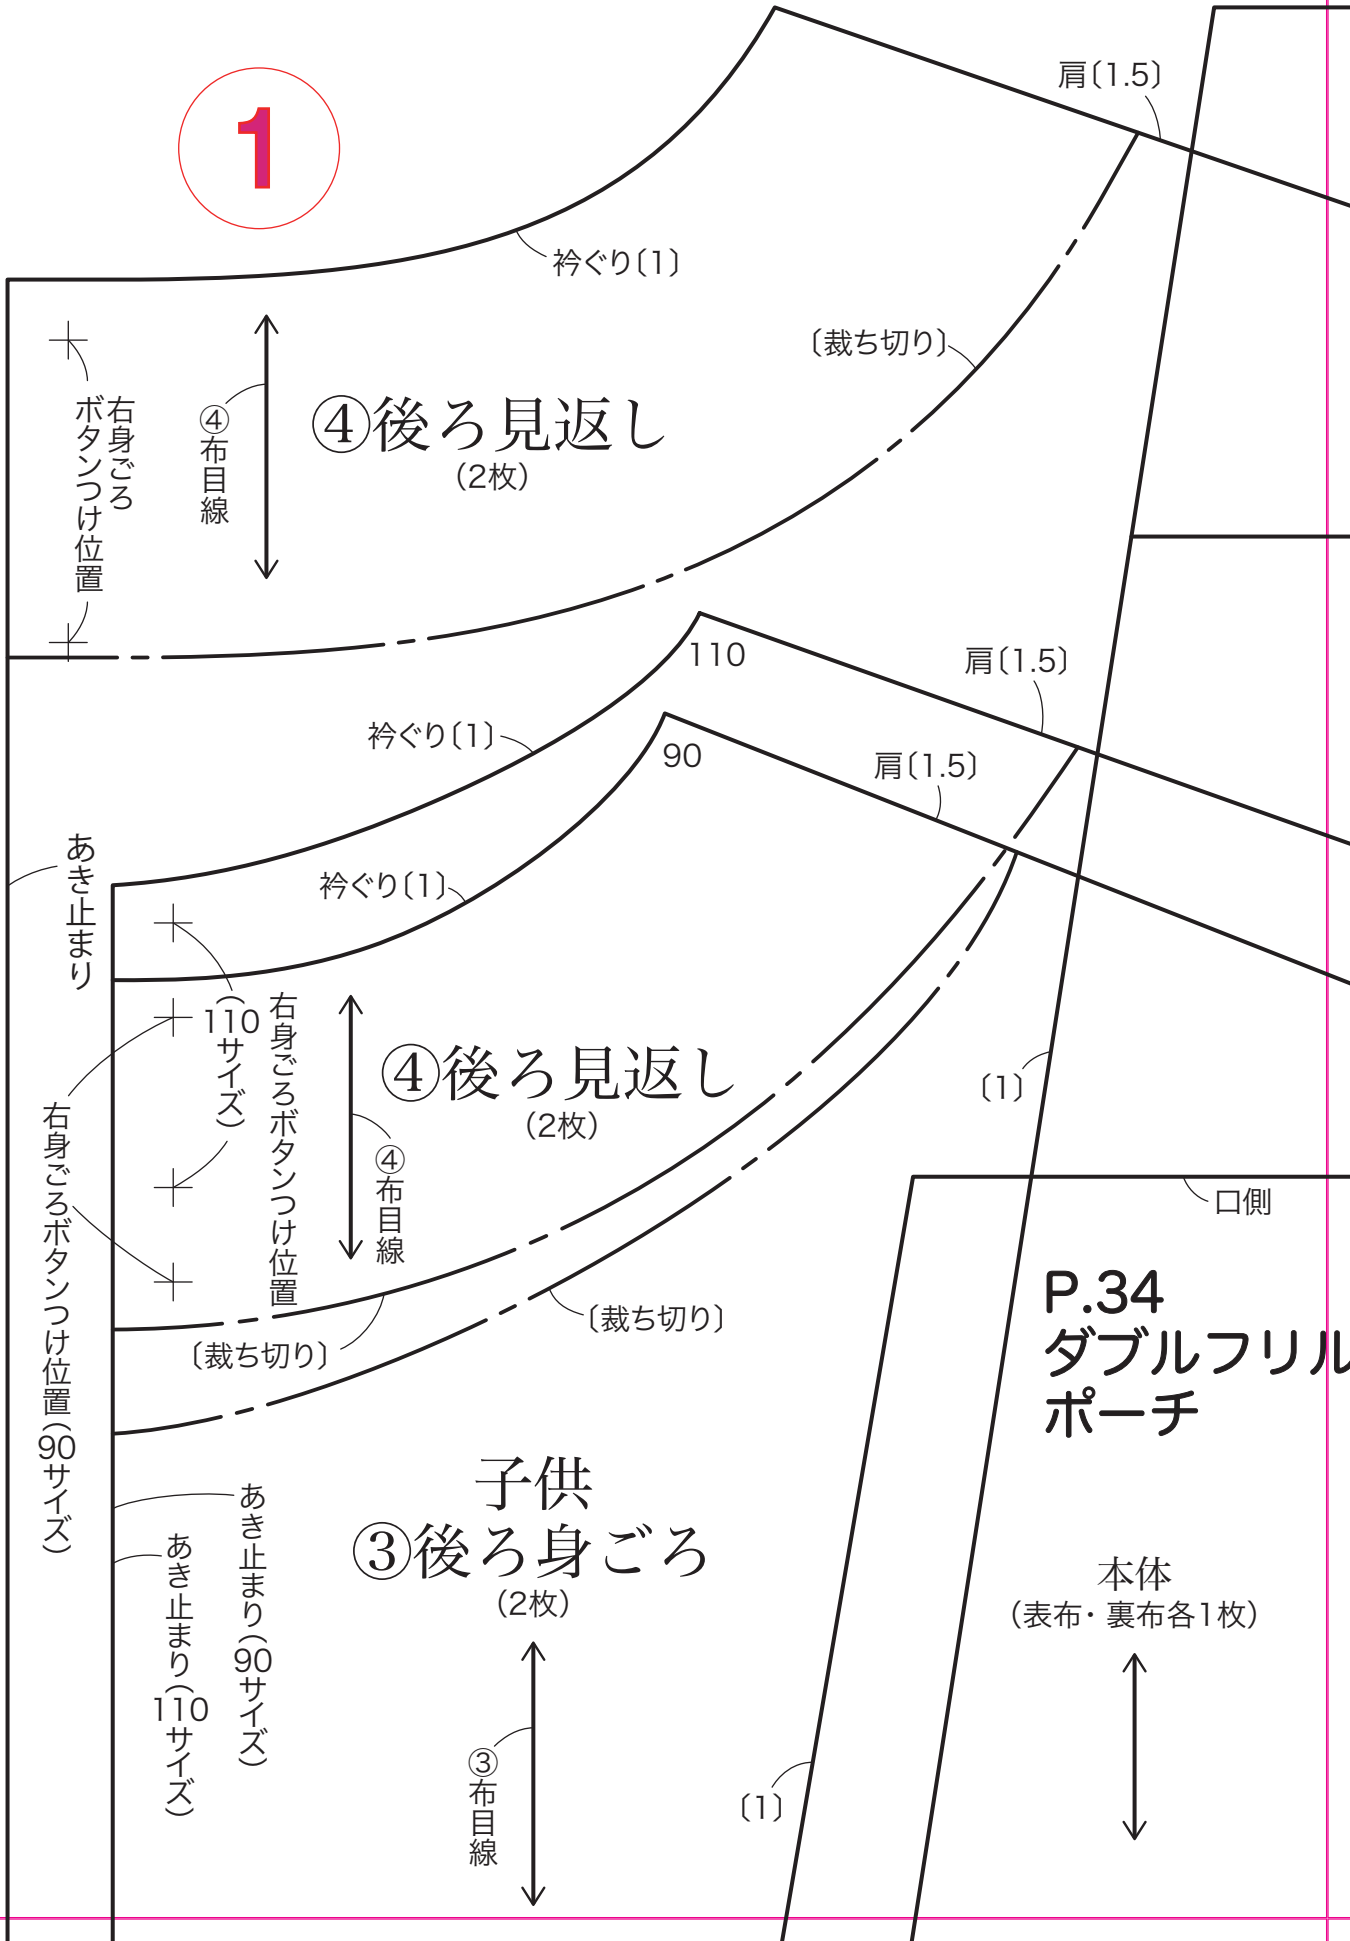 1
肩〔1.5〕
衿ぐり〔1〕
〔裁ち切り〕
右身ごろ
ボタンつけ位置
④布目線
④後ろ見返し
（2枚）
110
肩〔1.5〕
衿ぐり〔1〕
90
肩〔1.5〕
あき止まり
衿ぐり〔1〕
右身ごろボタンつけ位置
（110サイズ）
④後ろ見返し
（2枚）
④布目線
右身ごろボタンつけ位置（90サイズ）
〔1〕
口側
〔裁ち切り〕
〔裁ち切り〕
P.34
ダブルフリル
ポーチ
子供
③後ろ身ごろ
（2枚）
あき止まり（90サイズ）
あき止まり（110サイズ）
本体
（表布・裏布各1枚）
③布目線
〔1〕